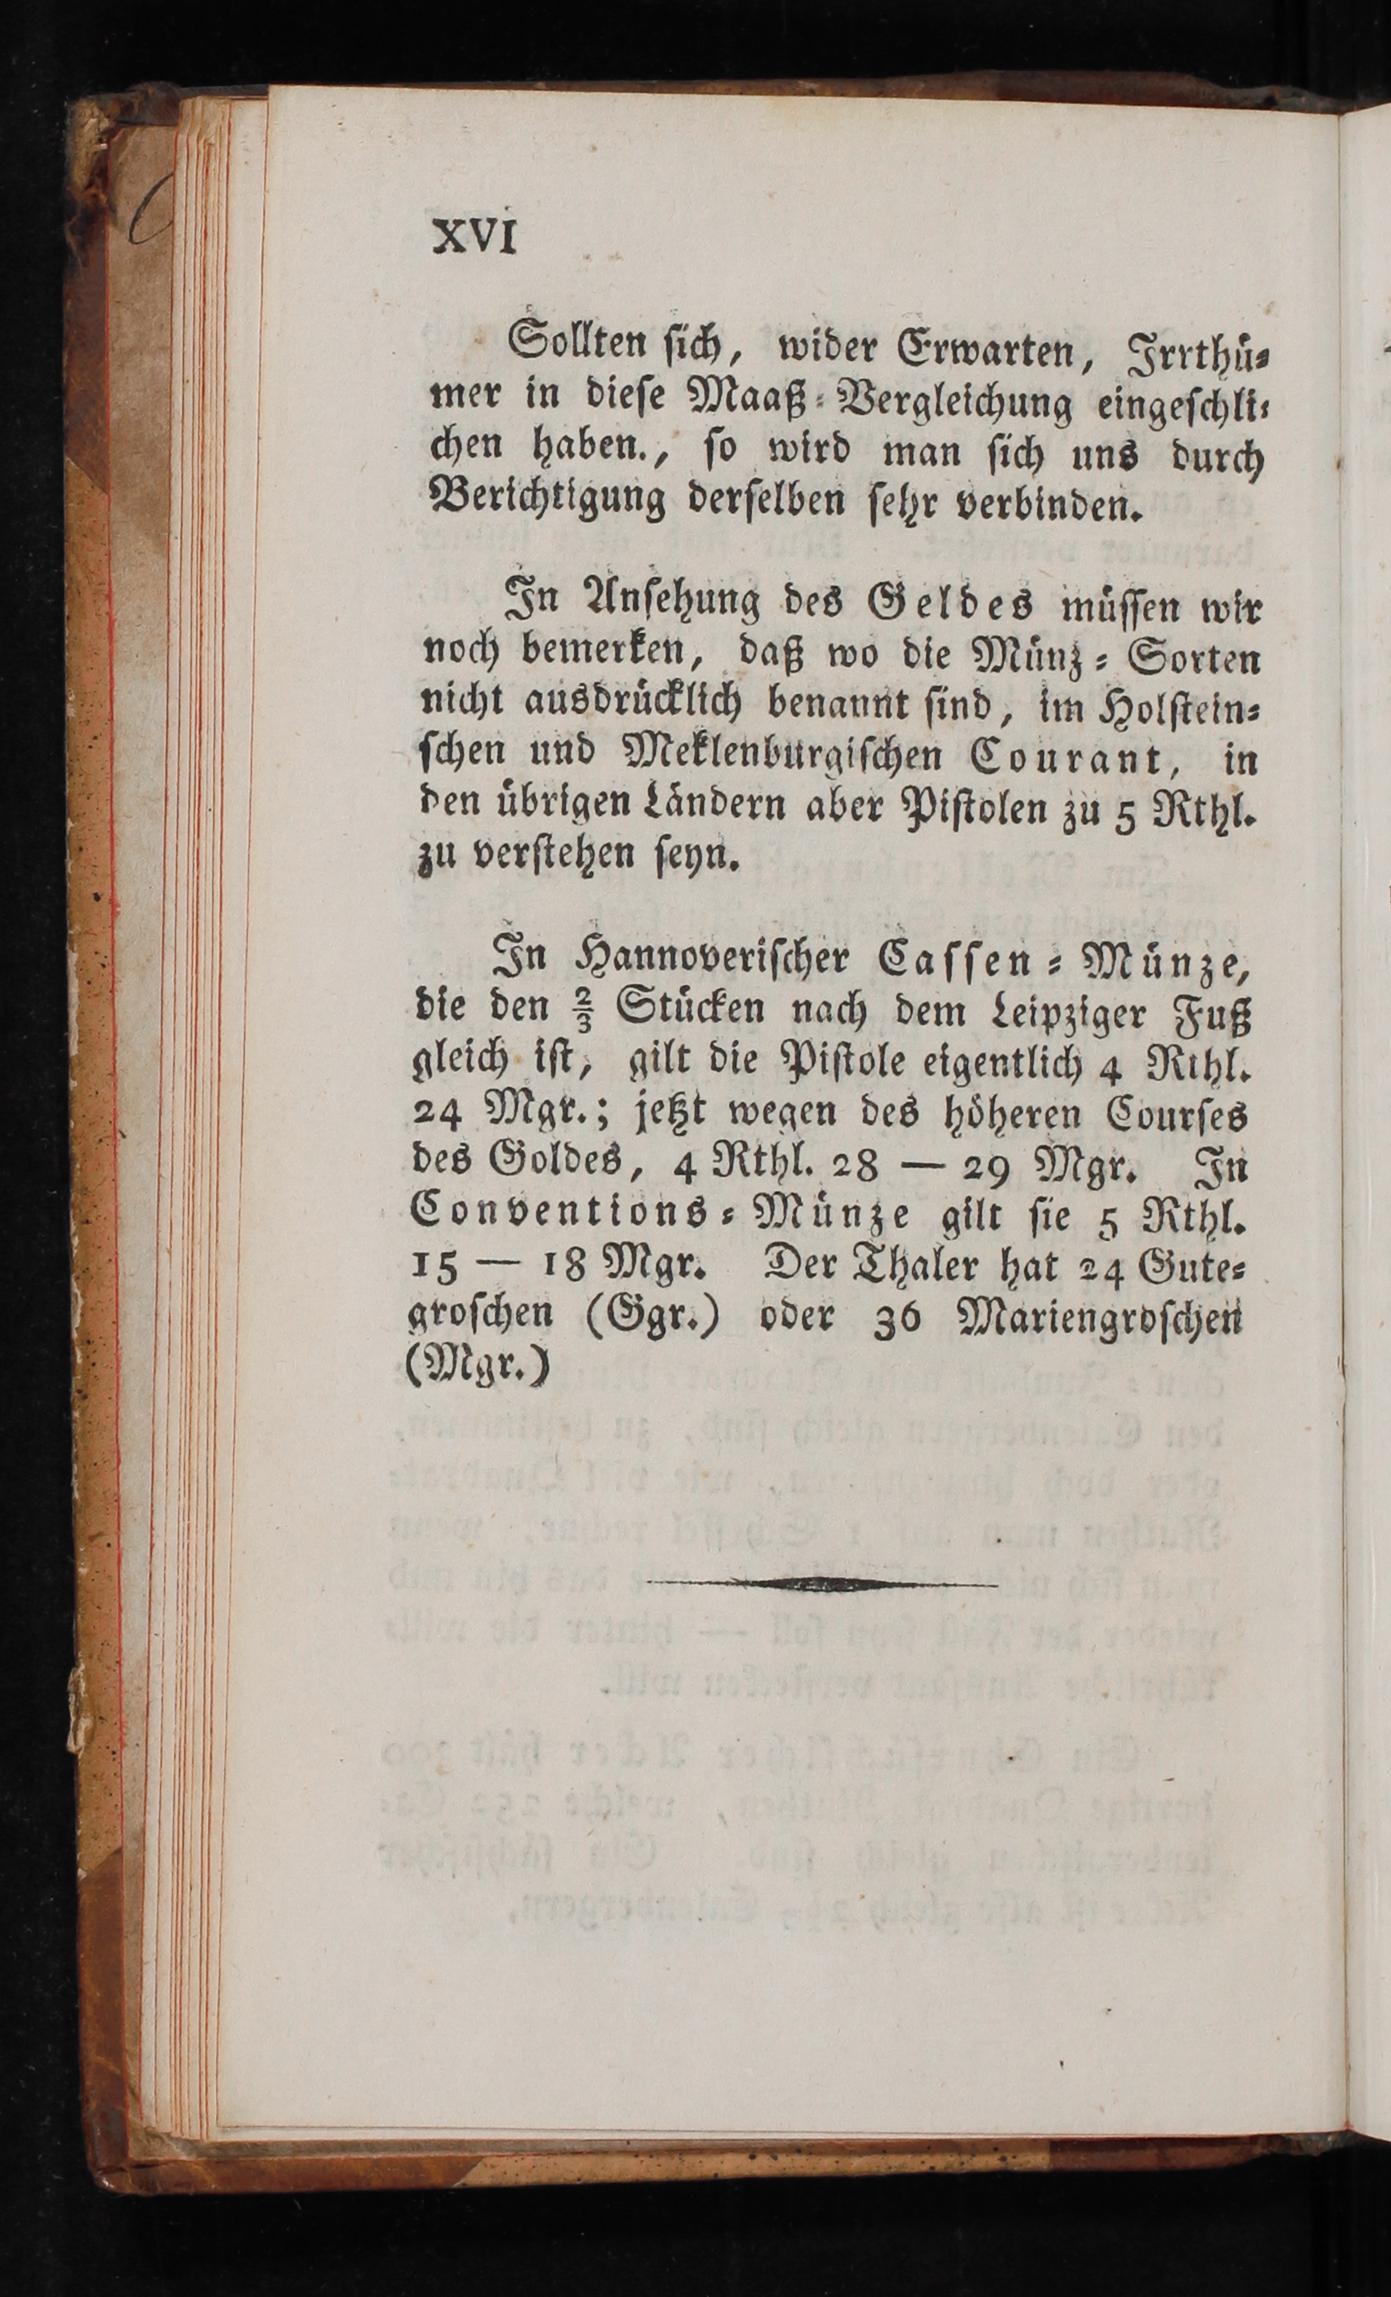 XVI
Sollten sich, wider Erwarten, Irrthü⸗
mer in diese Maaß⸗Vergleichung eingeschli⸗
chen haben., so wird man sich uns durch
Berichtigung derselben sehr verbinden.
In Ansehung des Geldes müssen wir
noch bemerken, daß wo die Münz⸗Sorten
nicht ausdrücklich benannt sind, im Holstein⸗
schen und Meklenburgischen Courant, in
den übrigen Ländern aber Pistolen zu 5 Rthl.
zu verstehen seyn.
In Hannoverischer Cassen⸗Münze,
die den 2/3 Stücken nach dem Leipziger Fuß
gleich ist, gilt die Pistole eigentlich 4 Rthl.
24 Mgr.; jetzt wegen des höheren Courses
des Goldes, 4 Rthl. 28 — 29 Mgr. In
Conventions⸗Münze gilt sie 5 Rthl.
15 — 18 Mgr. Der Thaler hat 24 Gute⸗
groschen (Ggr.) oder 36 Mariengroschen
(Mgr.)